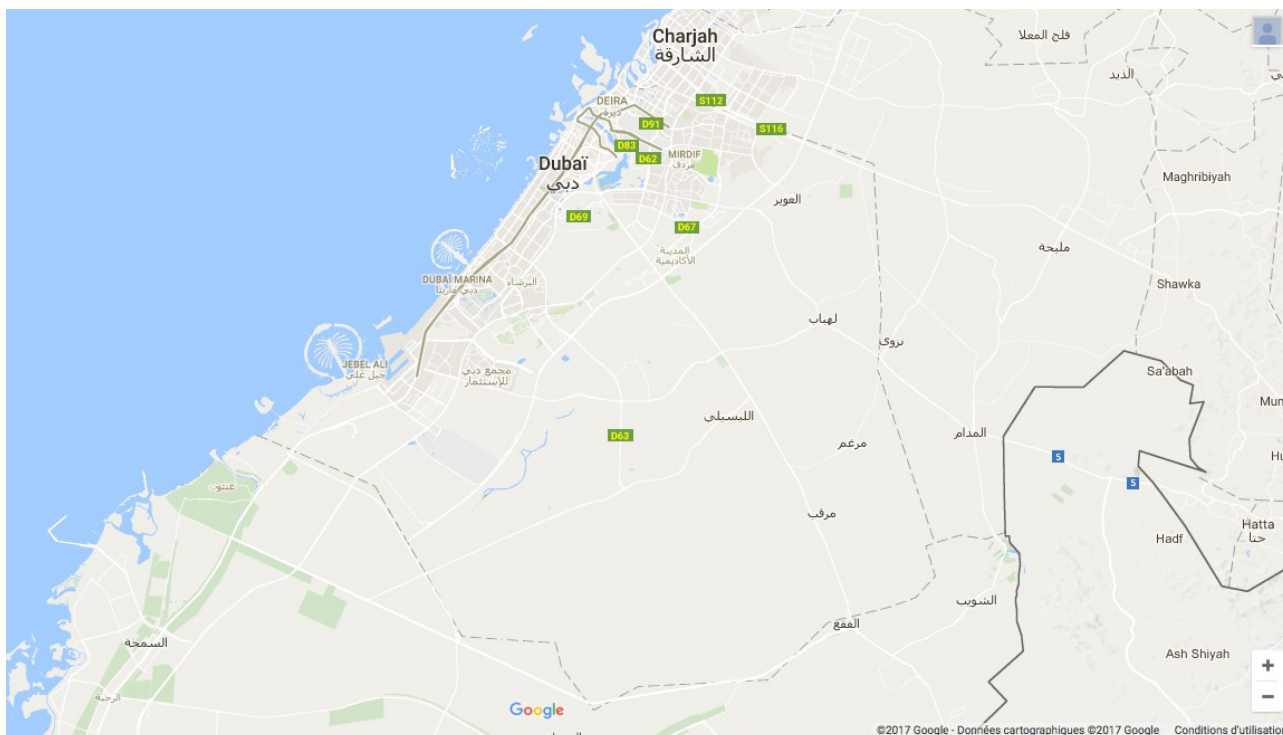 Charjah
الشارقة
فلج المعلا
الذيد
DEIRA
ديرة
S112
D91
S116
D83
D62
MIRDIF
مردف
Dubaï
دبي
Maghribiyah
العوير
D69
D67
المدينة
الأكاديمية
مليحة
DUBAÏ MARINA
دبي مارينا
البرشاء
Shawka
لهباب
نزوى
JEBEL ALI
جبل علي
مجمع دبي
للإستثمار
Sa'abah
Mun
الليسيلي
D63
مرغم
المدام
5
Hu
5
غنتوت
مرقب
Hatta
حتا
Hadf
الشويب
الفقع
السمحة
Ash Shiyah
الرحبة
+
−
Google
©2017 Google - Données cartographiques ©2017 Google Conditions d'utilisation